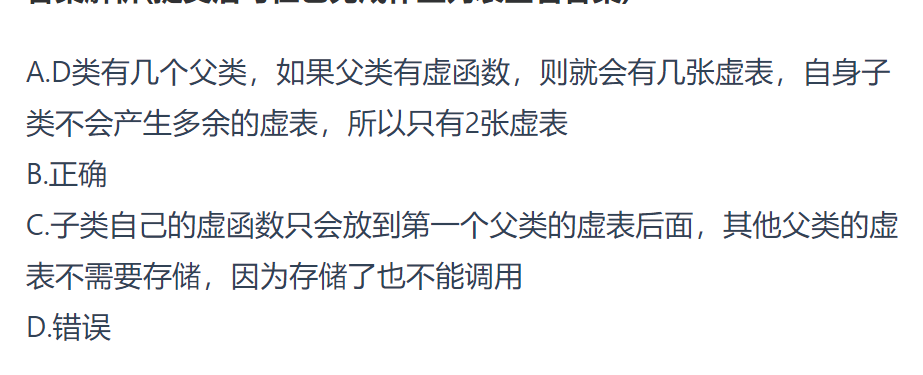 A.D类有几个父类，如果父类有虚函数，则就会有几张虚表，自身子
类不会产生多余的虚表，所以只有2张虚表
B.正确
C.子类自己的虚函数只会放到第一个父类的虚表后面，其他父类的虚
表不需要存储，因为存储了也不能调用
D.错误